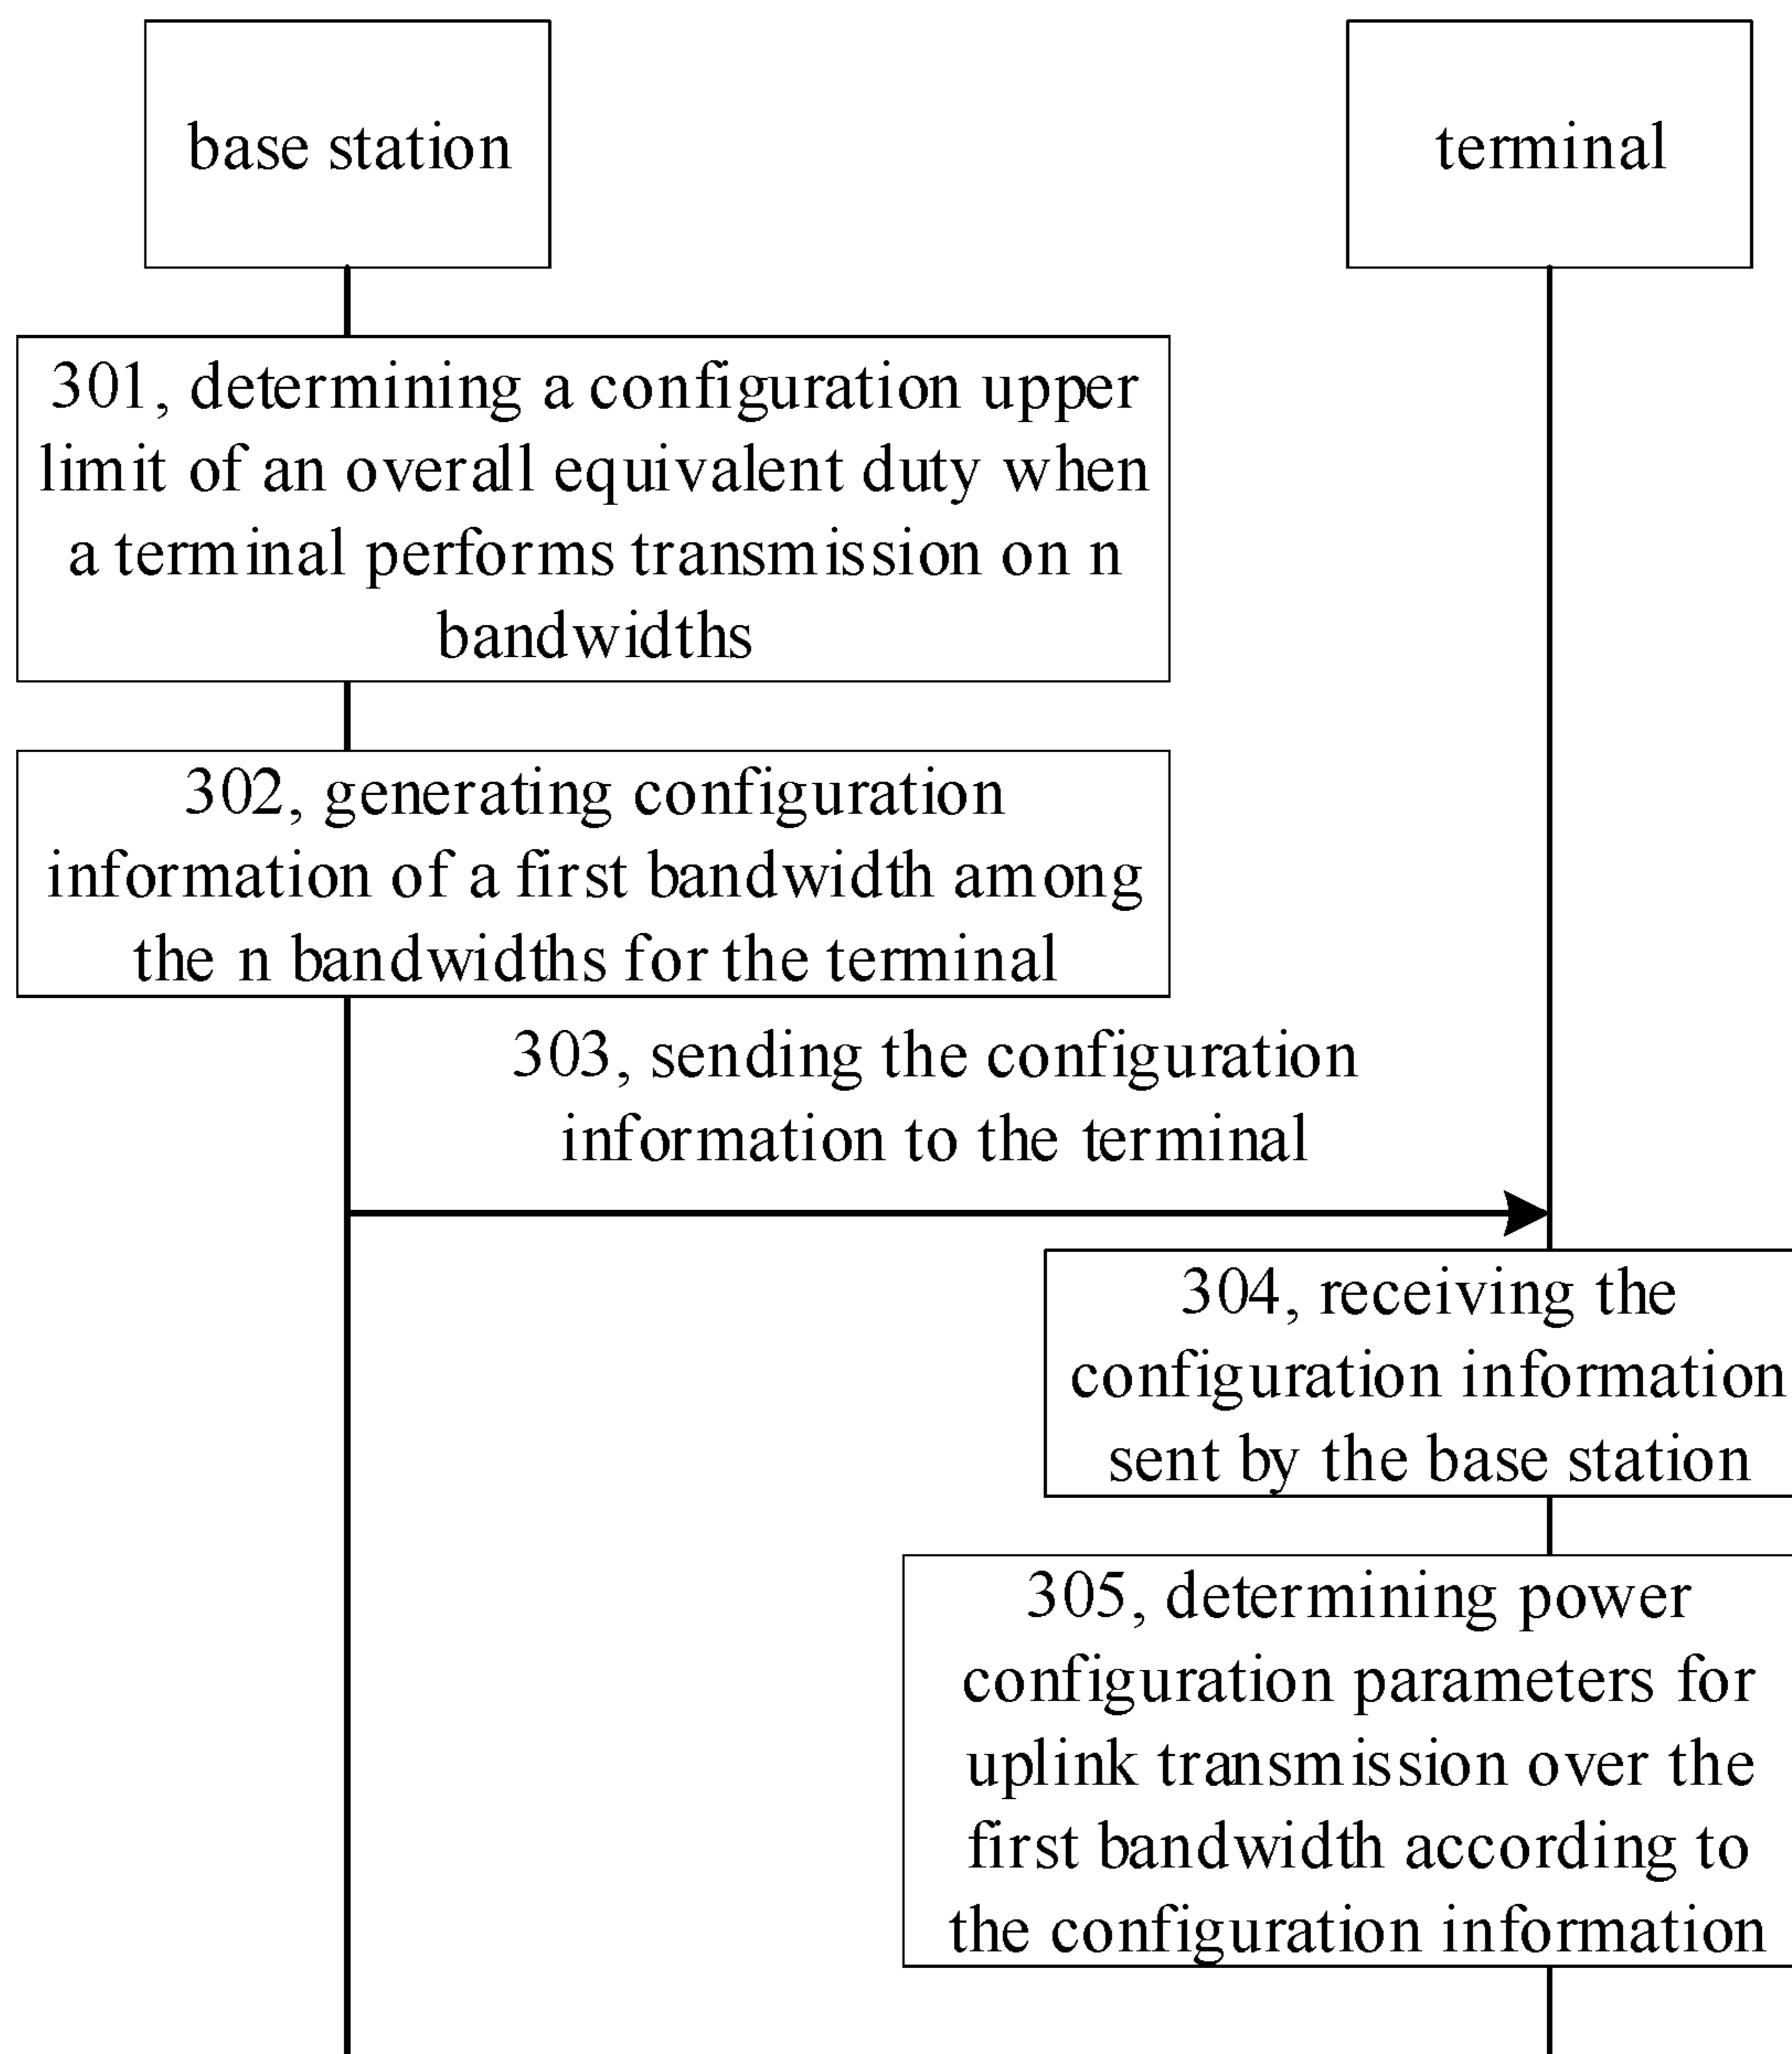 base station
terminal
301, determining a configuration upper
limit of an overall equivalent duty when
a terminal performs transmission on n
bandwidths
302, generating configuration
information of a first bandwidth among
the n bandwidths for the terminal
303, sending the configuration
information to the terminal
304, receiving the
configuration information
sent by the base station
305, determining power
configuration parameters for
uplink transmission over the
first bandwidth according to
the configuration information